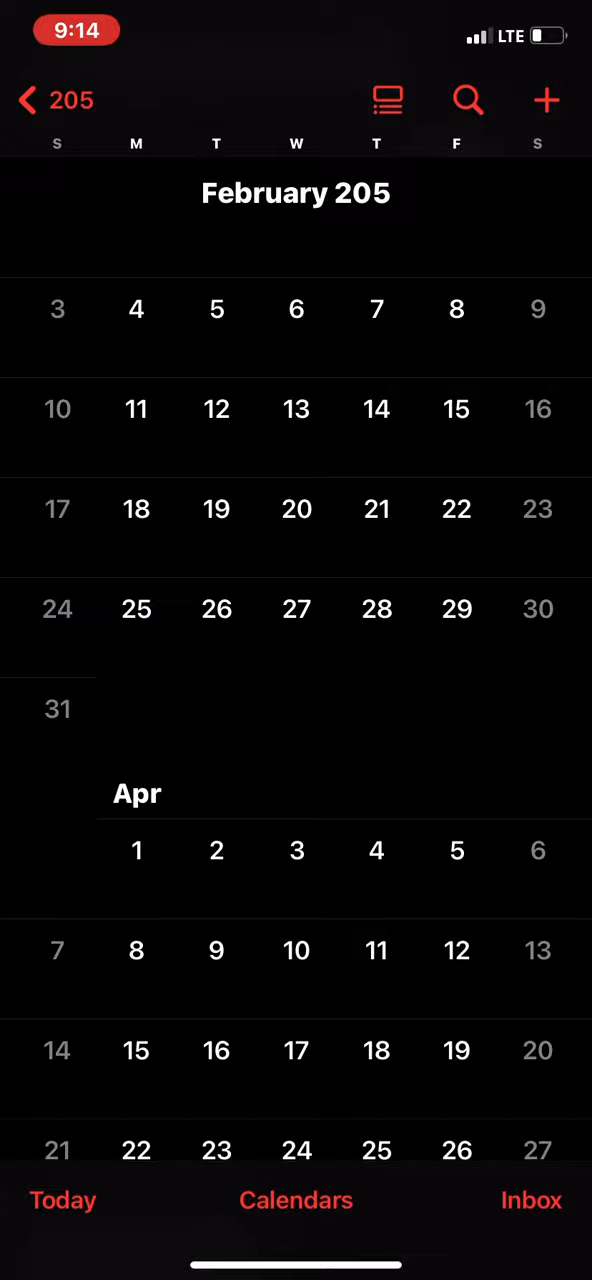 9:14 LTE
205
S M T W T F S
February 205
3 4 5 6 7 8 9
10 11 12 13 14 15 16
17 18 19 20 21 22 23
24 25 26 27 28 29 30
31
Apr
1 2 3 4 5 6
7 8 9 10 11 12 13
14 15 16 17 18 19 20
21 22 23 24 25 26 27
Today Calendars Inbox